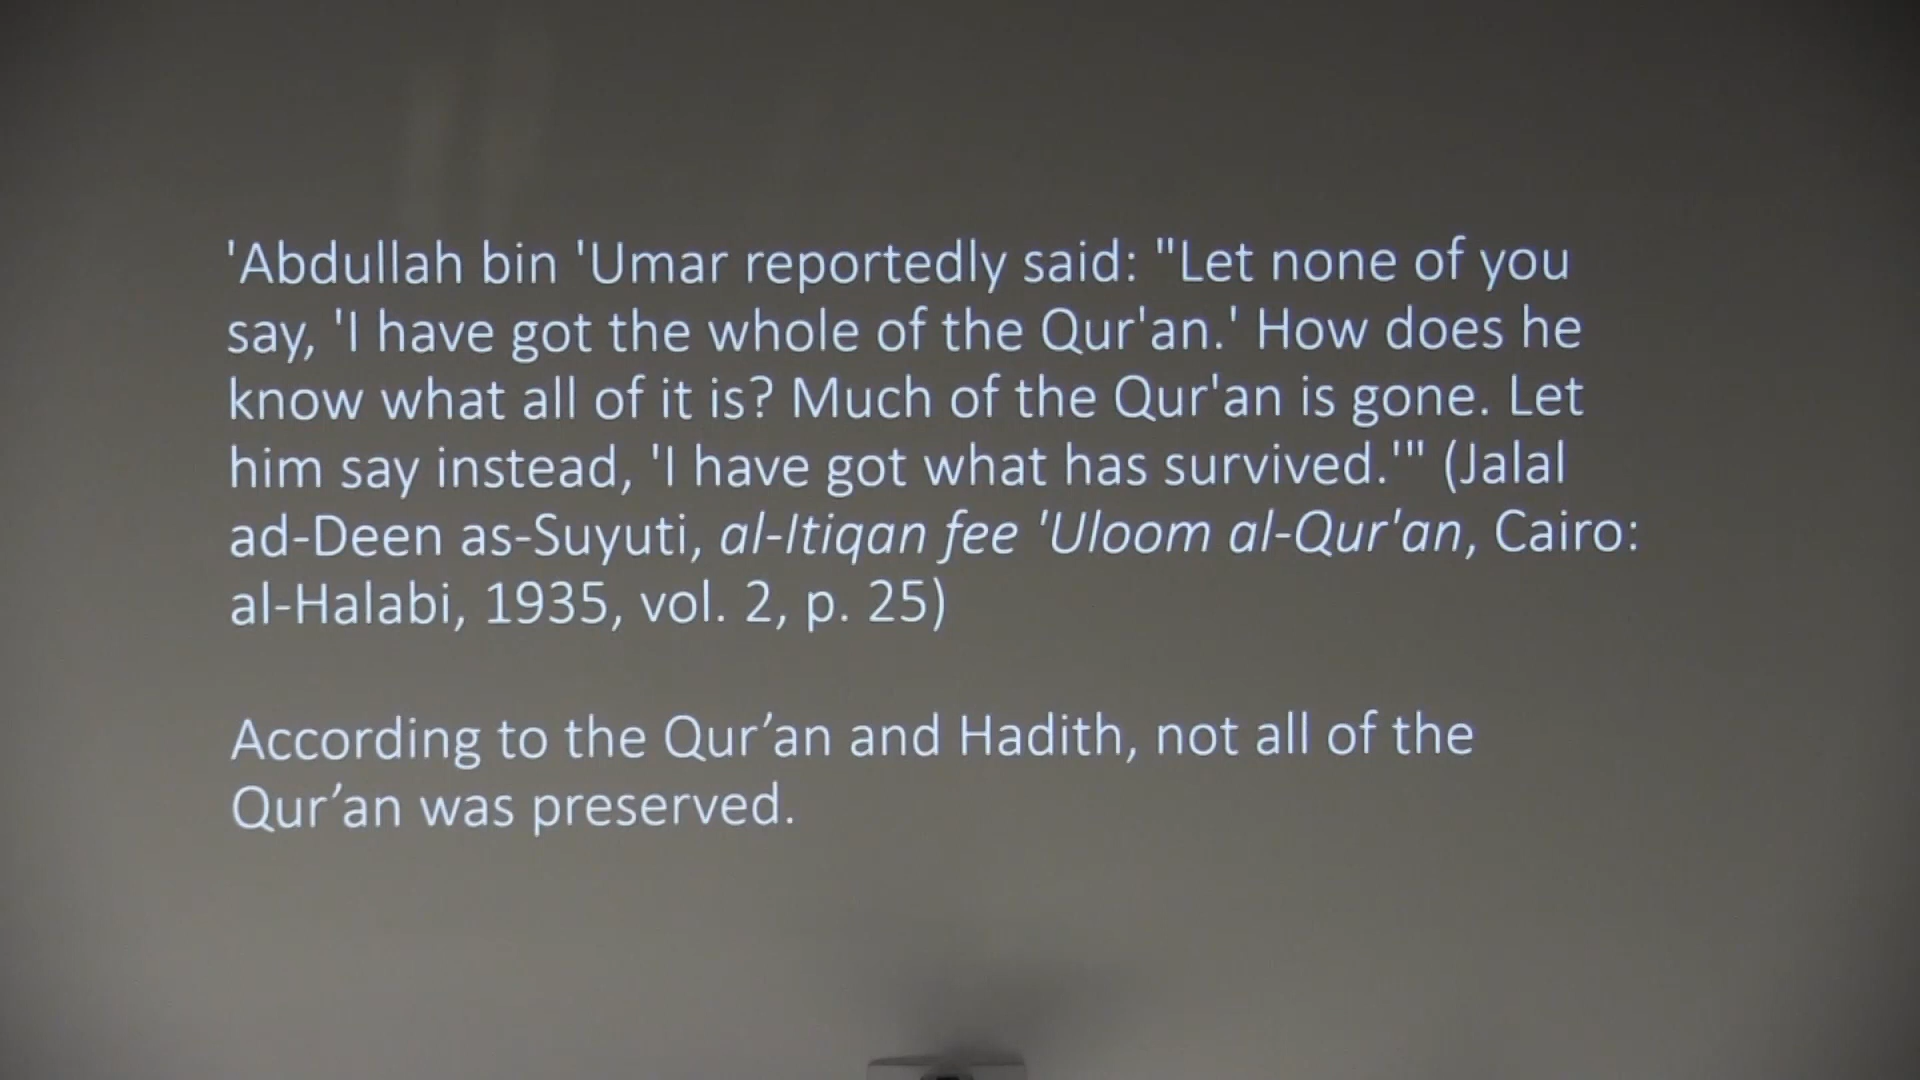 'Abdullah bin 'Umar reportedly said: "Let none of you
say, 'I have got the whole of the Qur'an.' How does he
know what all of it is? Much of the Qur'an is gone. Let
him say instead, 'I have got what has survived.'" (Jalal
ad-Deen as-Suyuti, al-Itiqan fee 'Uloom al-Qur'an, Cairo:
al-Halabi, 1935, vol. 2, p. 25)
According to the Qur’an and Hadith, not all of the
Qur’an was preserved.